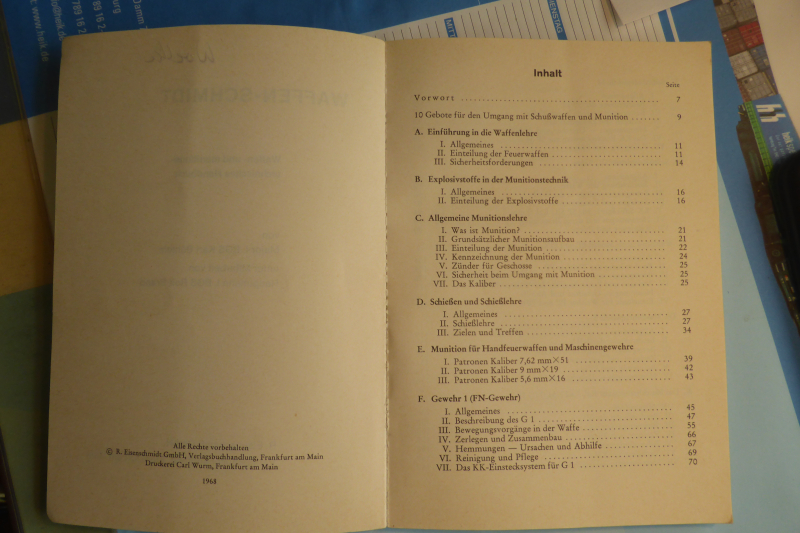 Alle Rechte vorbehalten
© R. Eisenschmidt GmbH, Verlagsbuchhandlung, Frankfurt am Main
Druckerei Carl Wurm, Frankfurt am Main
1968
Inhalt
Seite
Vorwort 7
10 Gebote für den Umgang mit Schußwaffen und Munition 9
A. Einführung in die Waffenlehre
I. Allgemeines 11
II. Einteilung der Feuerwaffen 11
III. Sicherheitsforderungen 14
B. Explosivstoffe in der Munitionstechnik
I. Allgemeines 16
II. Einteilung der Explosivstoffe 16
C. Allgemeine Munitionslehre
I. Was ist Munition? 21
II. Grundsätzlicher Munitionsaufbau 21
III. Einteilung der Munition 22
IV. Kennzeichnung der Munition 24
V. Zünder für Geschosse 25
VI. Sicherheit beim Umgang mit Munition 25
VII. Das Kaliber 25
D. Schießen und Schießlehre
I. Allgemeines 27
II. Schießlehre 27
III. Zielen und Treffen 34
E. Munition für Handfeuerwaffen und Maschinengewehre
I. Patronen Kaliber 7,62 mm×51 39
II. Patronen Kaliber 9 mm×19 42
III. Patronen Kaliber 5,6 mm×16 43
F. Gewehr 1 (FN-Gewehr)
I. Allgemeines 45
II. Beschreibung des G 1 47
III. Bewegungsvorgänge in der Waffe 55
IV. Zerlegen und Zusammenbau 66
V. Hemmungen — Ursachen und Abhilfe 67
VI. Reinigung und Pflege 69
VII. Das KK-Einstecksystem für G 1 70